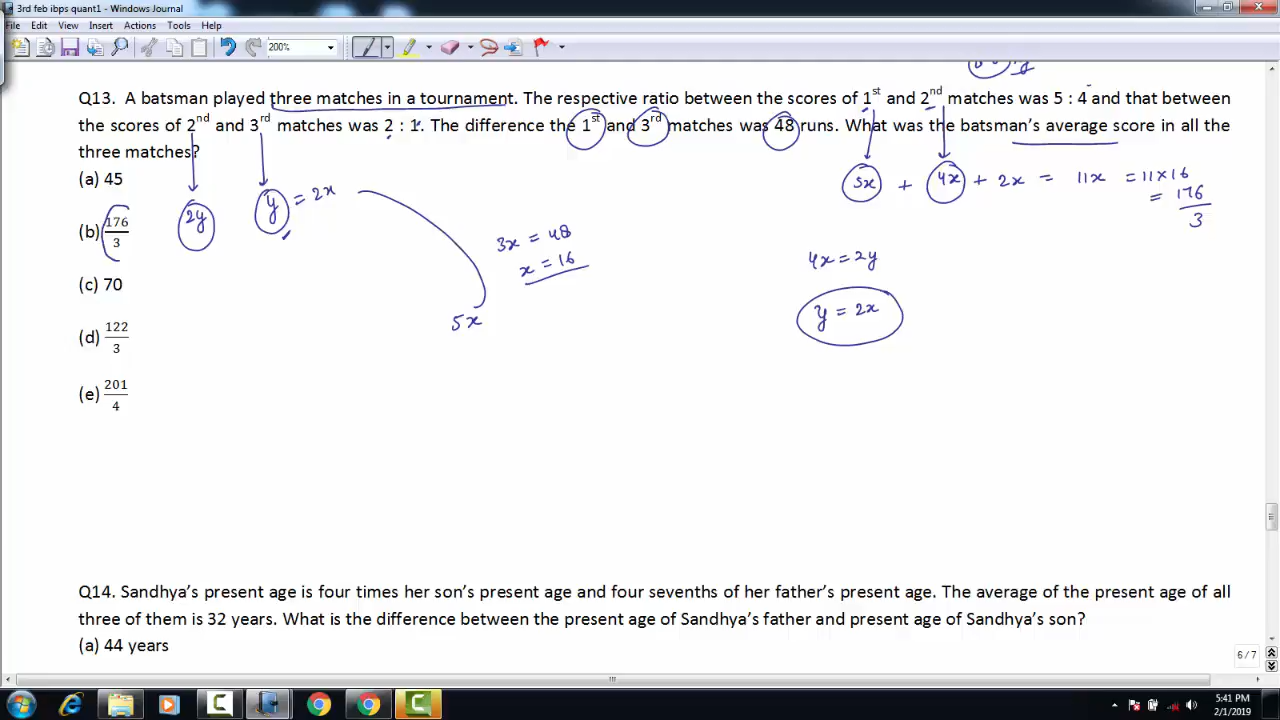 3rd feb ibps quant1 - Windows Journal
File Edit View Insert Actions Tools Help
200%
Q13. A batsman played three matches in a tournament. The respective ratio between the scores of 1st and 2nd matches was 5 : 4 and that between
the scores of 2nd and 3rd matches was 2 : 1. The difference the 1st and 3rd matches was 48 runs. What was the batsman's average score in all the
three matches?
(a) 45
5x + 4x + 2x = 11x = 11×16
= 176/3
(b) 176/3
2y y = 2x
3x = 48
x = 16
4x = 2y
(c) 70
y = 2x
5x
(d) 122/3
(e) 201/4
Q14. Sandhya's present age is four times her son's present age and four sevenths of her father's present age. The average of the present age of all
three of them is 32 years. What is the difference between the present age of Sandhya's father and present age of Sandhya's son?
(a) 44 years
6 / 7
5:41 PM
2/1/2019